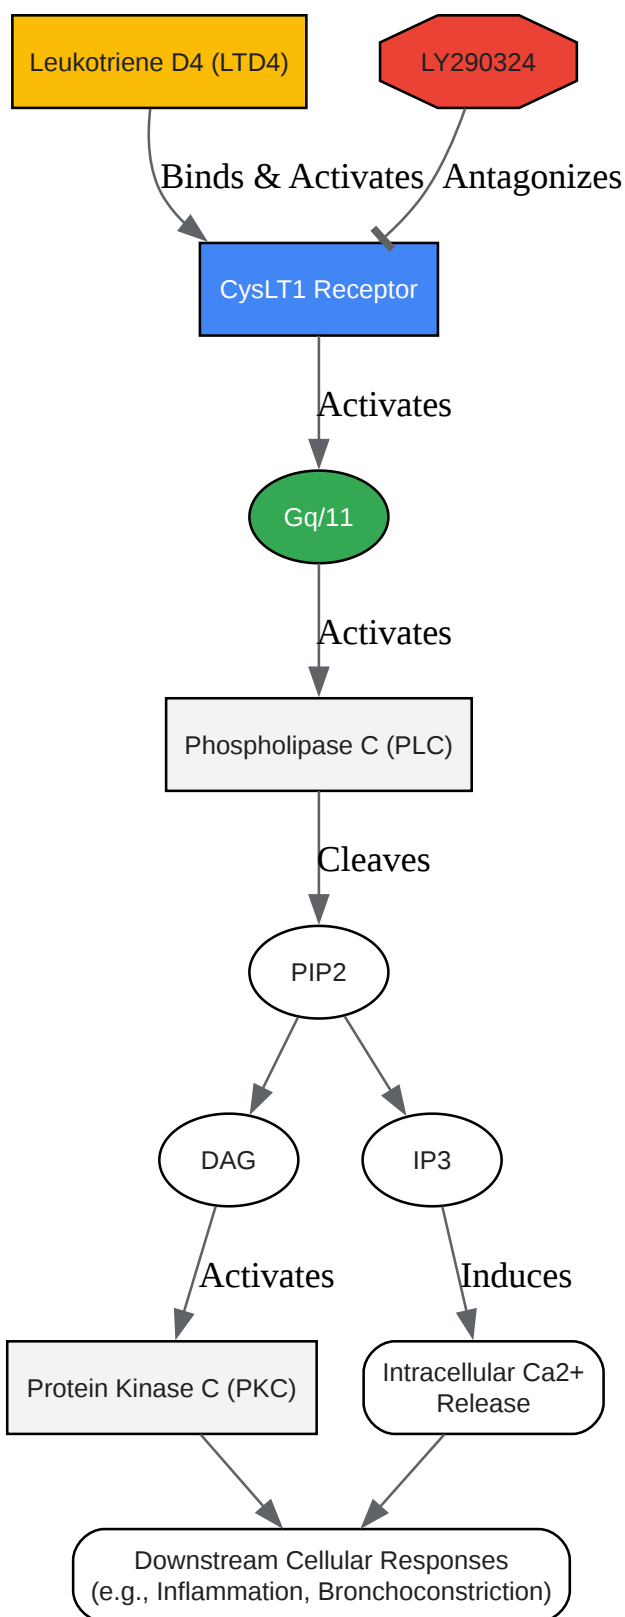 Leukotriene D4 (LTD4)
LY290324
Binds & Activates
Antagonizes
CysLT1 Receptor
Activates
Gq/11
Activates
Phospholipase C (PLC)
Cleaves
PIP2
DAG
IP3
Activates
Induces
Protein Kinase C (PKC)
Intracellular Ca2+
Release
Downstream Cellular Responses
(e.g., Inflammation, Bronchoconstriction)